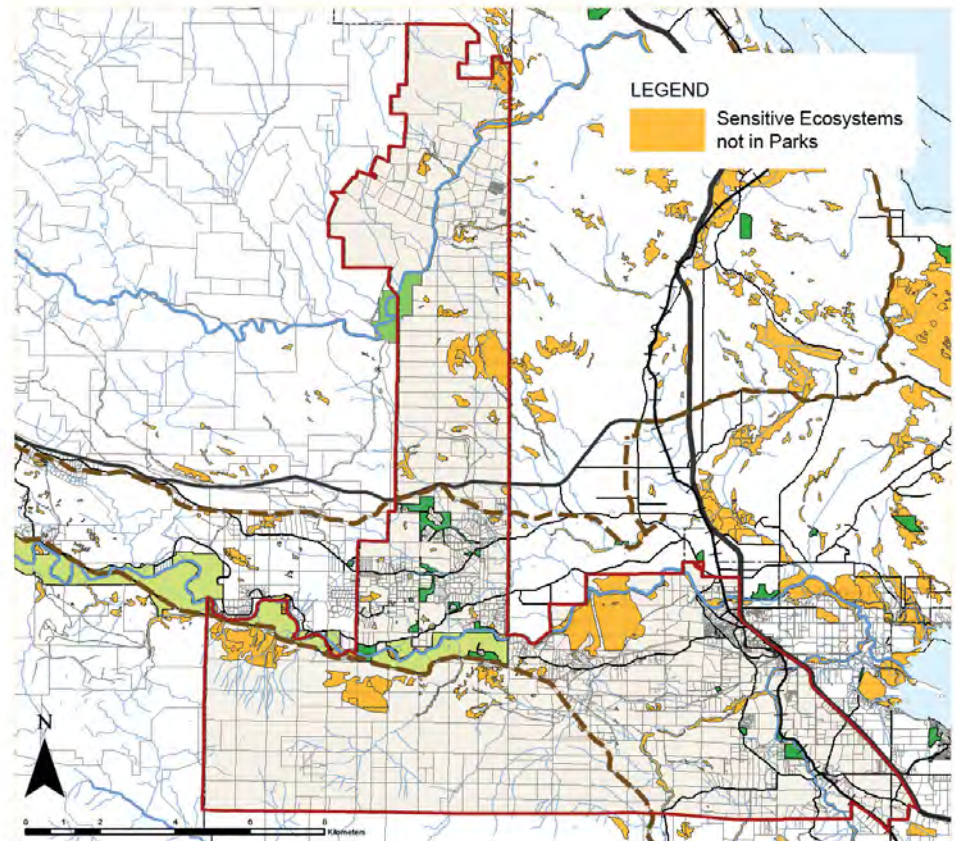 LEGEND
Sensitive Ecosystems
not in Parks
N
0 1 2 4 6 8
Kilometers